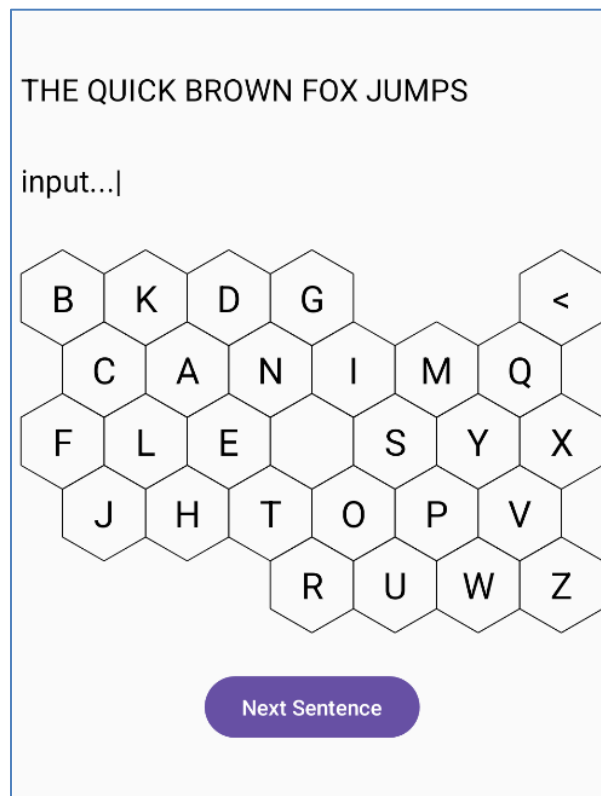 THE QUICK BROWN FOX JUMPS
input...|
B K D G <
C A N I M Q
F L E S Y X
J H T O P V
R U W Z
Next Sentence